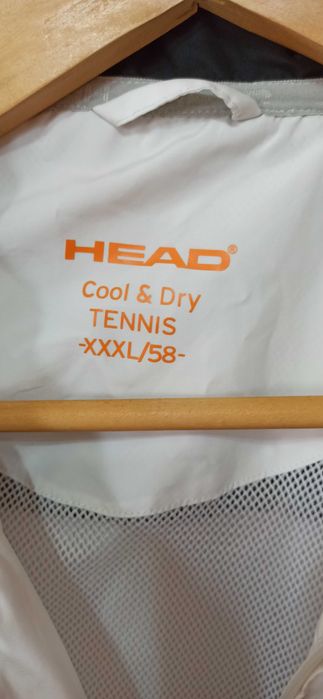 HEAD®
Cool & Dry
TENNIS
-XXXL/58-